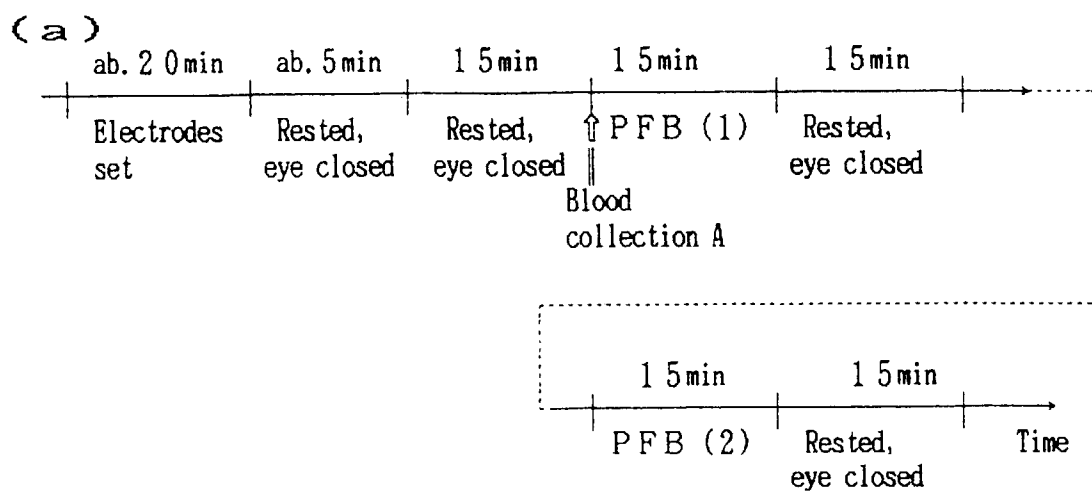 (a)
ab. 20min ab. 5min 15min 15min 15min
Electrodes set
Rested, eye closed
Rested, eye closed
PFB (1)
Rested, eye closed
Blood
collection A
15min 15min
PFB (2)
Rested,
eye closed
Time